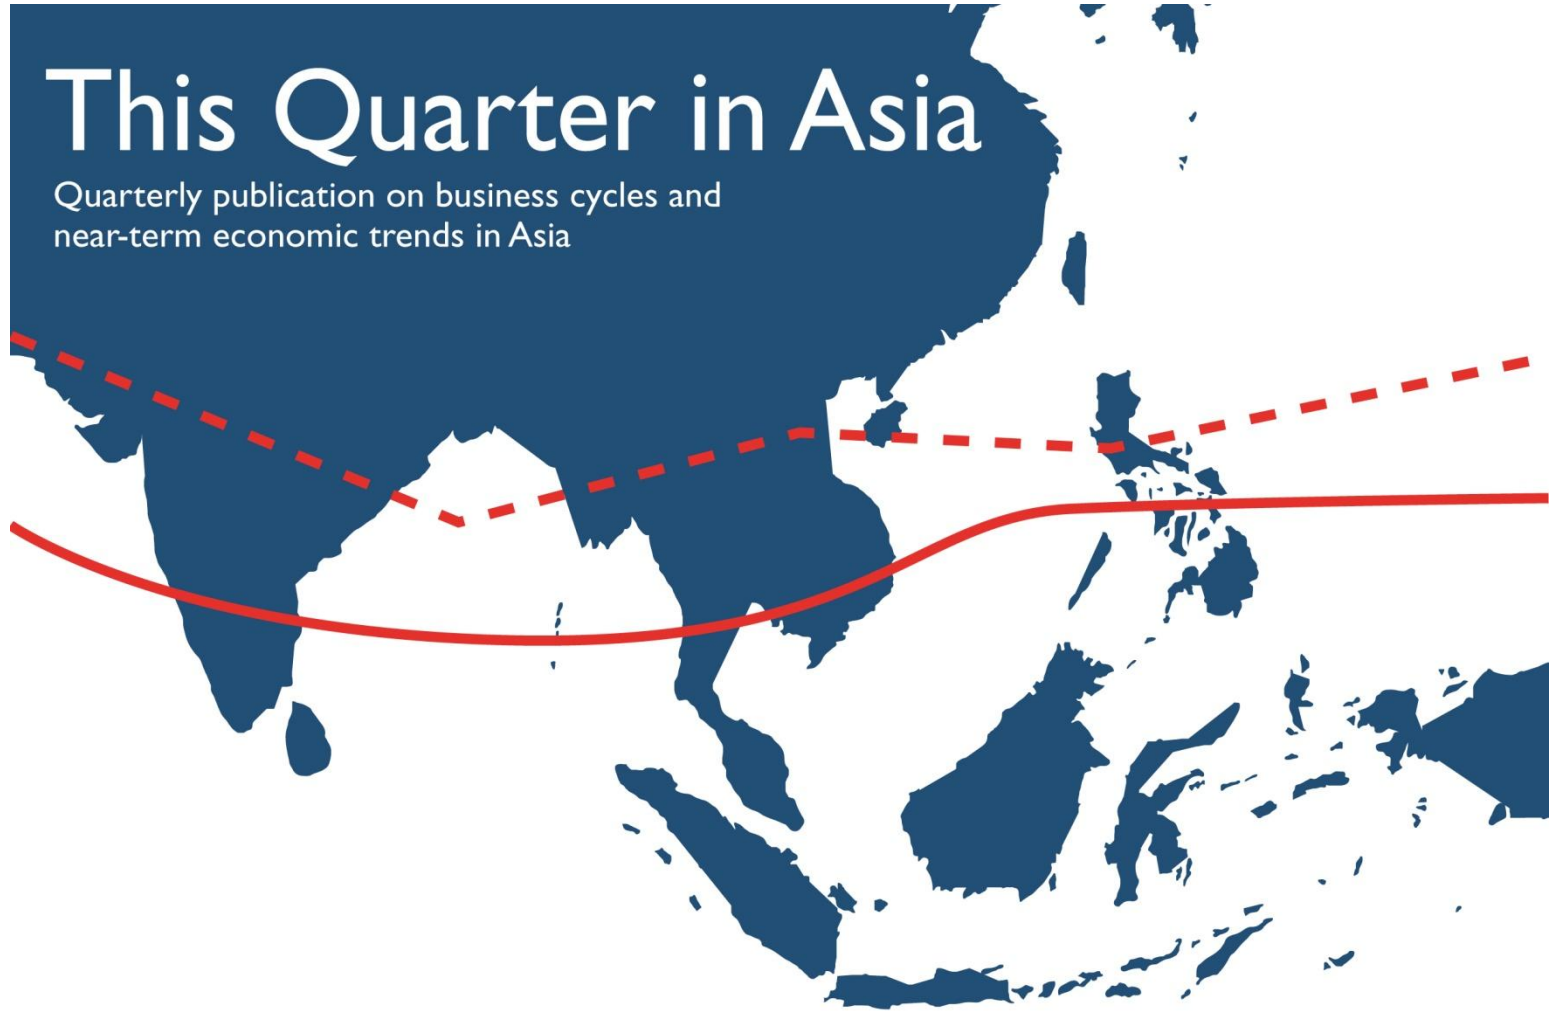 This Quarter in Asia
Quarterly publication on business cycles and
near-term economic trends in Asia